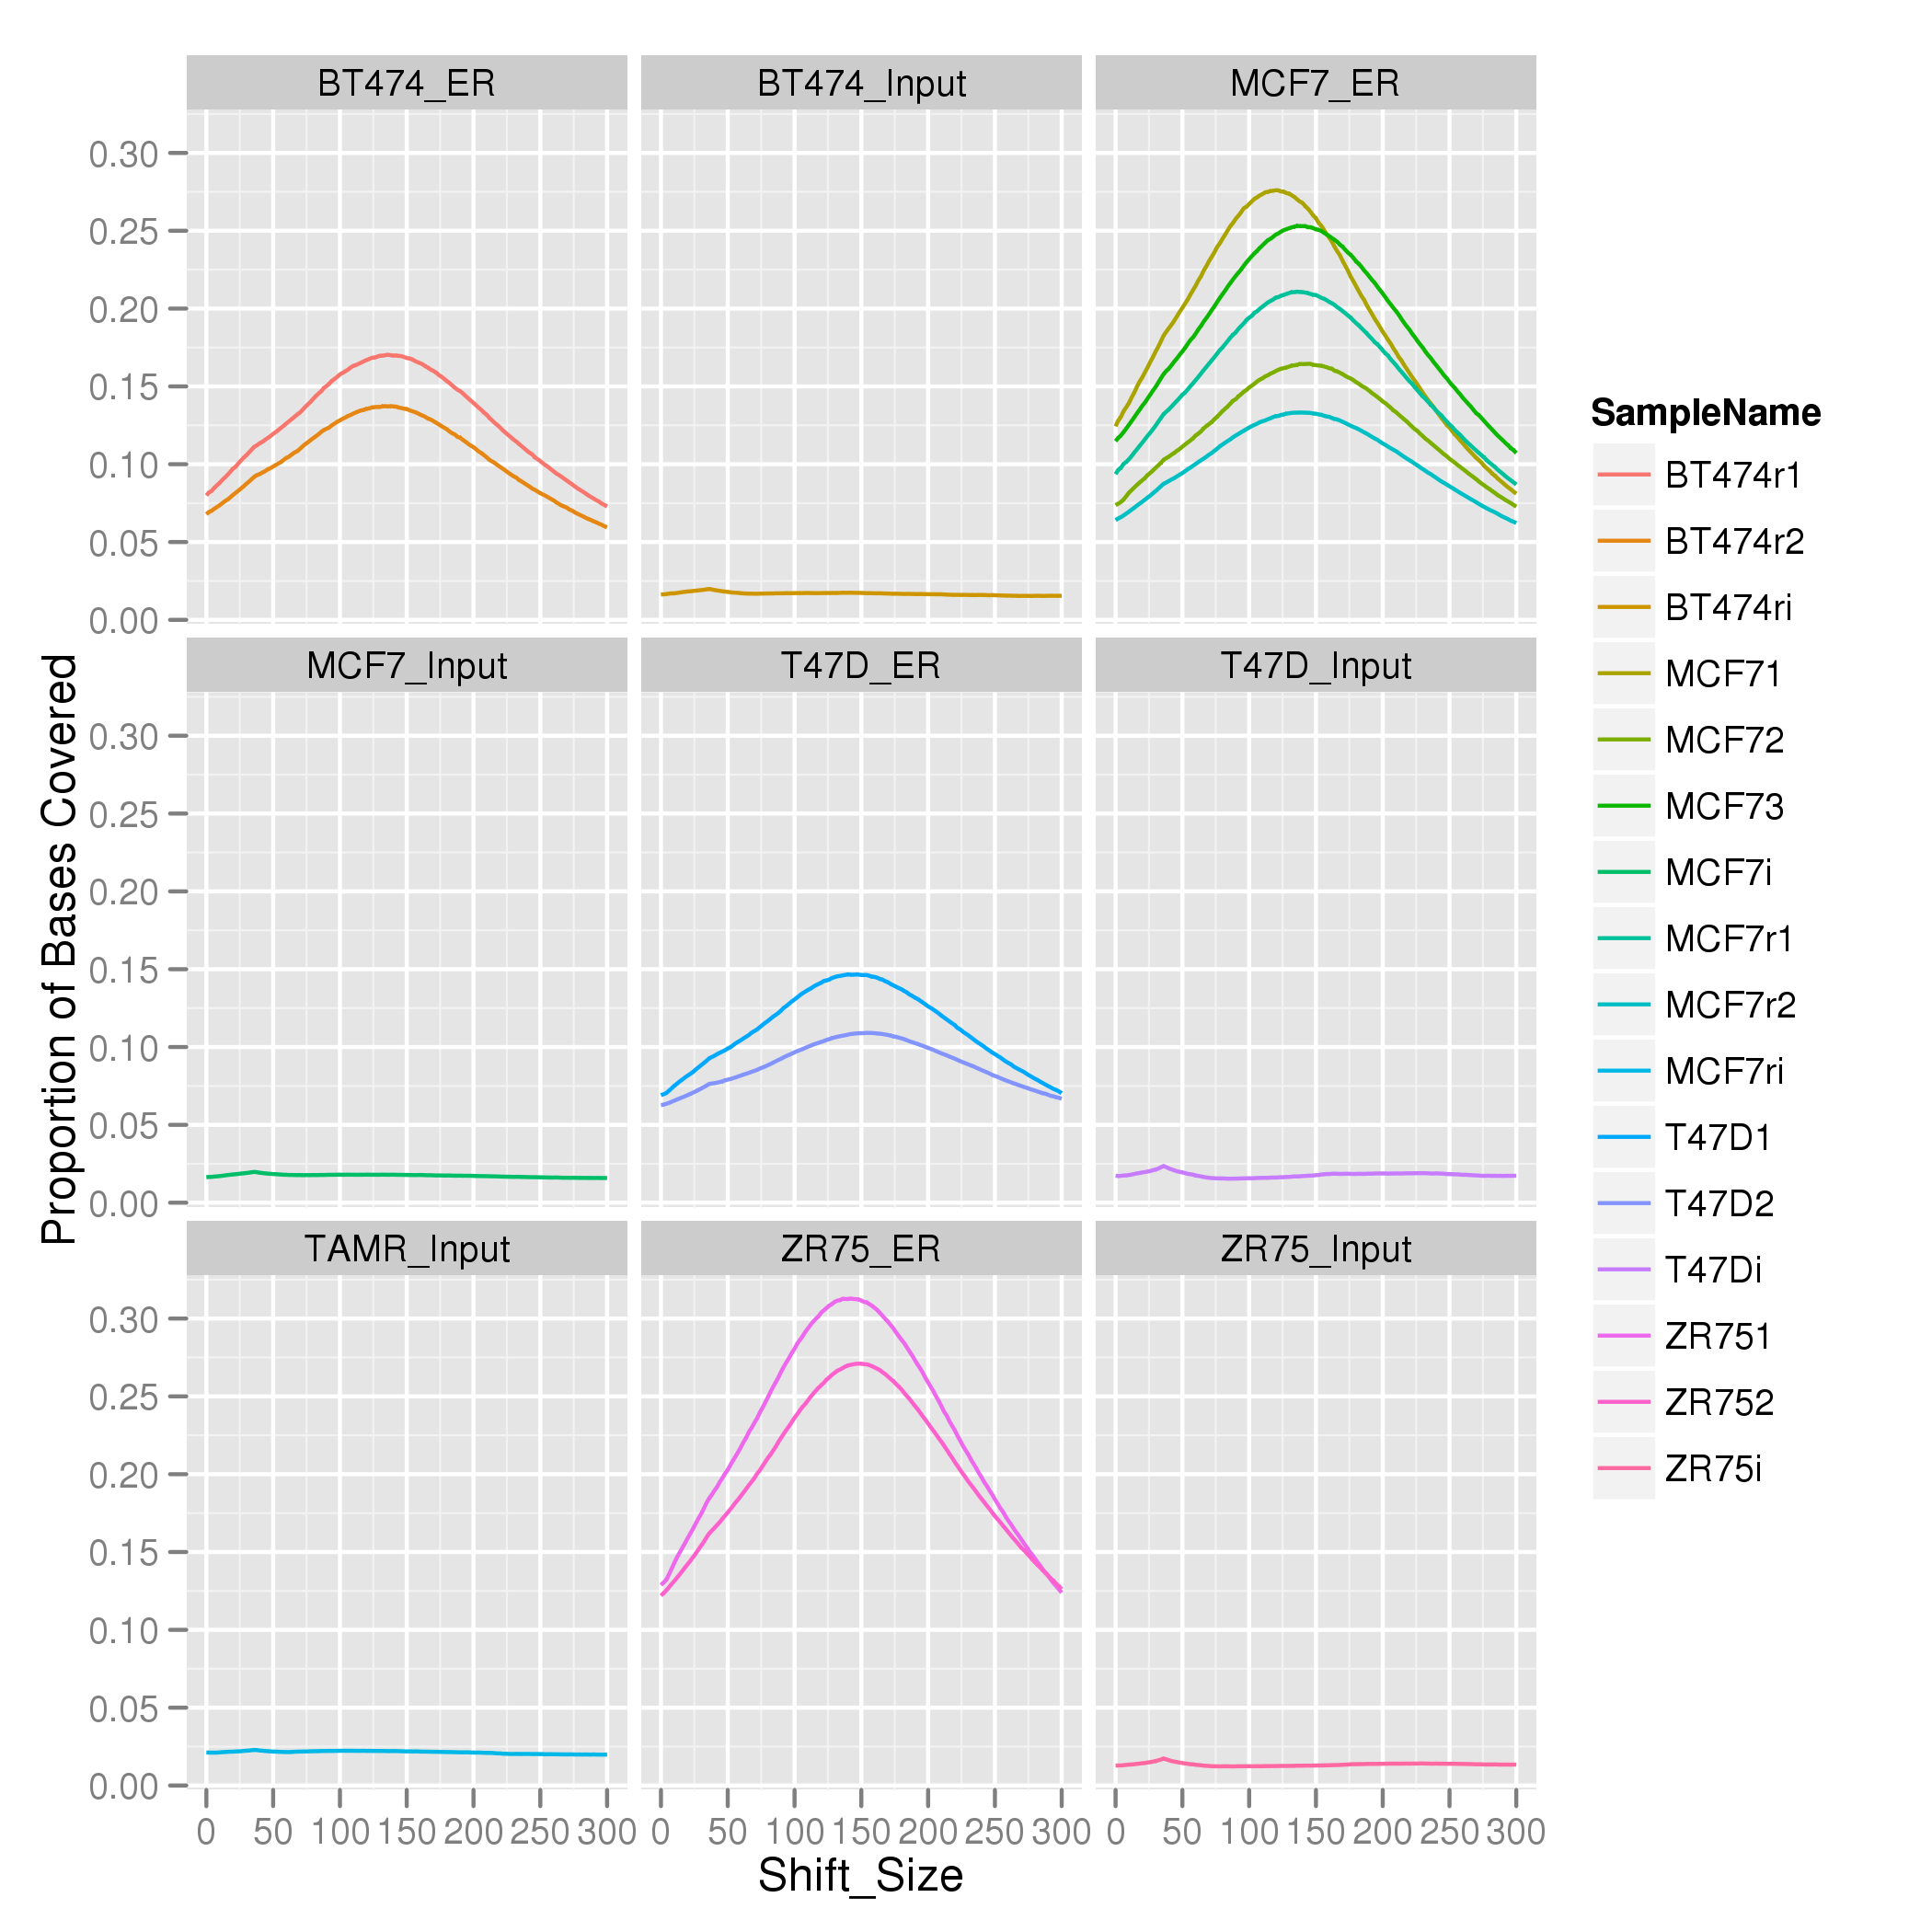 BT474_ER BT474_Input MCF7_ER
0.30
0.25
0.20
0.15
0.10
0.05
0.00
MCF7_Input T47D_ER T47D_Input
0.30
0.25
0.20
0.15
0.10
0.05
0.00
TAMR_Input ZR75_ER ZR75_Input
0.30
0.25
0.20
0.15
0.10
0.05
0.00
0 50 100 150 200 250 300 0 50 100 150 200 250 300 0 50 100 150 200 250 300
Shift_Size
Proportion of Bases Covered
SampleName
BT474r1
BT474r2
BT474ri
MCF71
MCF72
MCF73
MCF7i
MCF7r1
MCF7r2
MCF7ri
T47D1
T47D2
T47Di
ZR751
ZR752
ZR75i